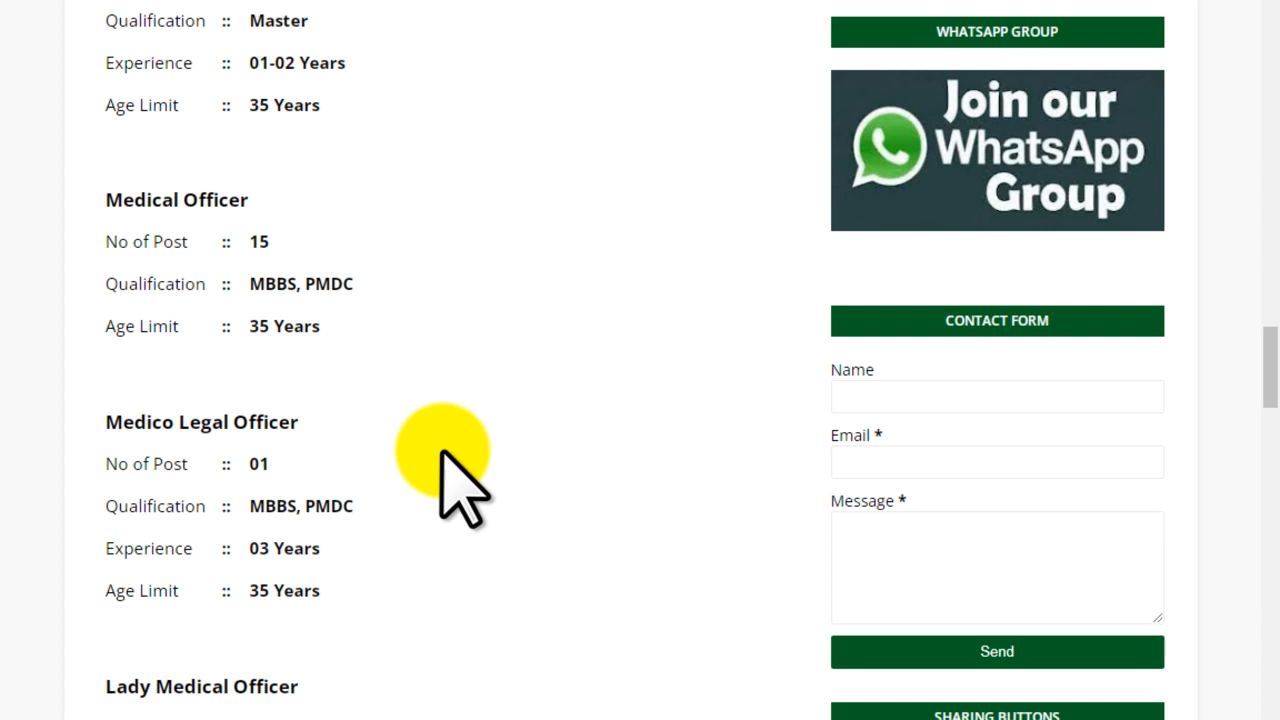 Qualification :: Master
Experience :: 01-02 Years
Age Limit :: 35 Years
Medical Officer
No of Post :: 15
Qualification :: MBBS, PMDC
Age Limit :: 35 Years
Medico Legal Officer
No of Post :: 01
Qualification :: MBBS, PMDC
Experience :: 03 Years
Age Limit :: 35 Years
Lady Medical Officer
WHATSAPP GROUP
Join our
WhatsApp
Group
CONTACT FORM
Name
Email *
Message *
Send
SHARING BUTTONS